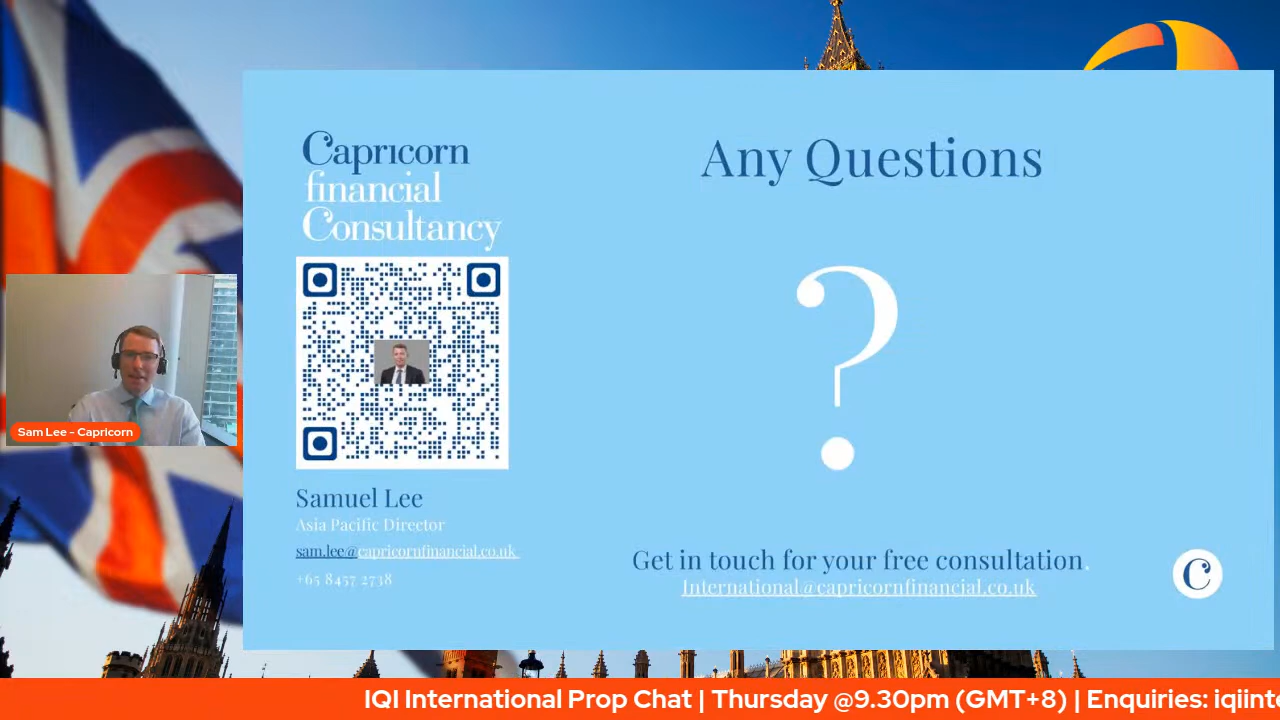 Capricorn
financial
Consultancy
Any Questions
?
Sam Lee - Capricorn
Samuel Lee
Asia Pacific Director
sam.lee@capricornfinancial.co.uk
+65 8457 2738
Get in touch for your free consultation.
International@capricornfinancial.co.uk
C
IQI International Prop Chat | Thursday @9.30pm (GMT+8) | Enquiries: iqiint